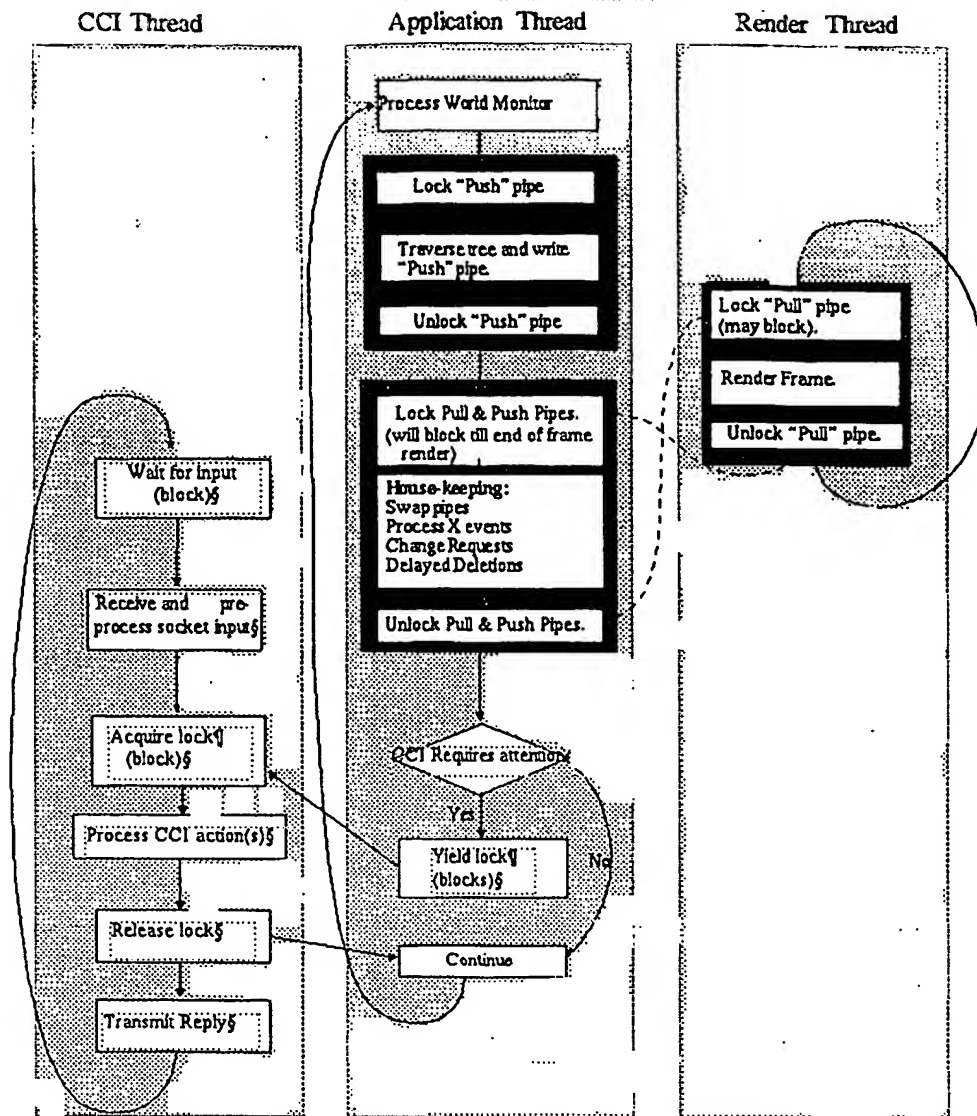 CCI Thread
Application Thread
Render Thread
Process World Monitor
Lock "Push" pipe
Traverse tree and write
"Push" pipe.
Unlock "Push" pipe
Lock Pull & Push Pipes.
(will block till end of frame
render)
House-keeping:
Swap pipes
Process X events
Change Requests
Delayed Deletions
Unlock Pull & Push Pipes.
Lock "Pull" pipe
(may block).
Render Frame.
Unlock "Pull" pipe.
Wait for input
(block)§
Receive and pre-
process socket input§
Acquire lock¶
(block)§
Process CCI action(s)§
Release lock§
Transmit Reply§
CCI Requires attention
Yes
No
Yield lock¶
(blocks)§
Continue